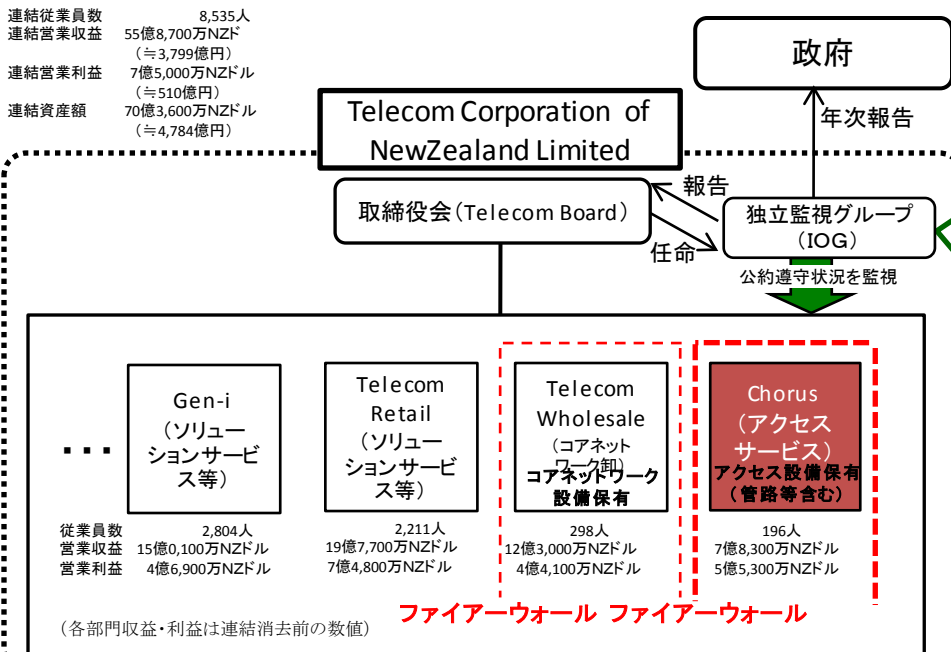 連結従業員数 8,535人
連結営業収益 55億8,700万NZド
(≒3,799億円)
連結営業利益 7億5,000万NZドル
(≒510億円)
連結資産額 70億3,600万NZドル
(≒4,784億円)
政府
年次報告
Telecom Corporation of
NewZealand Limited
取締役会(Telecom Board)
報告
任命
独立監視グループ
(IOG)
公約遵守状況を監視
Gen-i
(ソリュー
ションサービ
ス等)
Telecom
Retail
(ソリュー
ションサービ
ス等)
Telecom
Wholesale
(コアネット
ワーク卸)
コアネットワーク
設備保有
Chorus
(アクセス
サービス)
アクセス設備保有
(管路等含む)
…
従業員数 2,804人 2,211人 298人 196人
営業収益 15億0,100万NZドル 19億7,700万NZドル 12億3,000万NZドル 7億8,300万NZドル
営業利益 4億6,900万NZドル 7億4,800万NZドル 4億4,100万NZドル 5億5,300万NZドル
ファイアーウォール ファイアーウォール
(各部門収益・利益は連結消去前の数値)